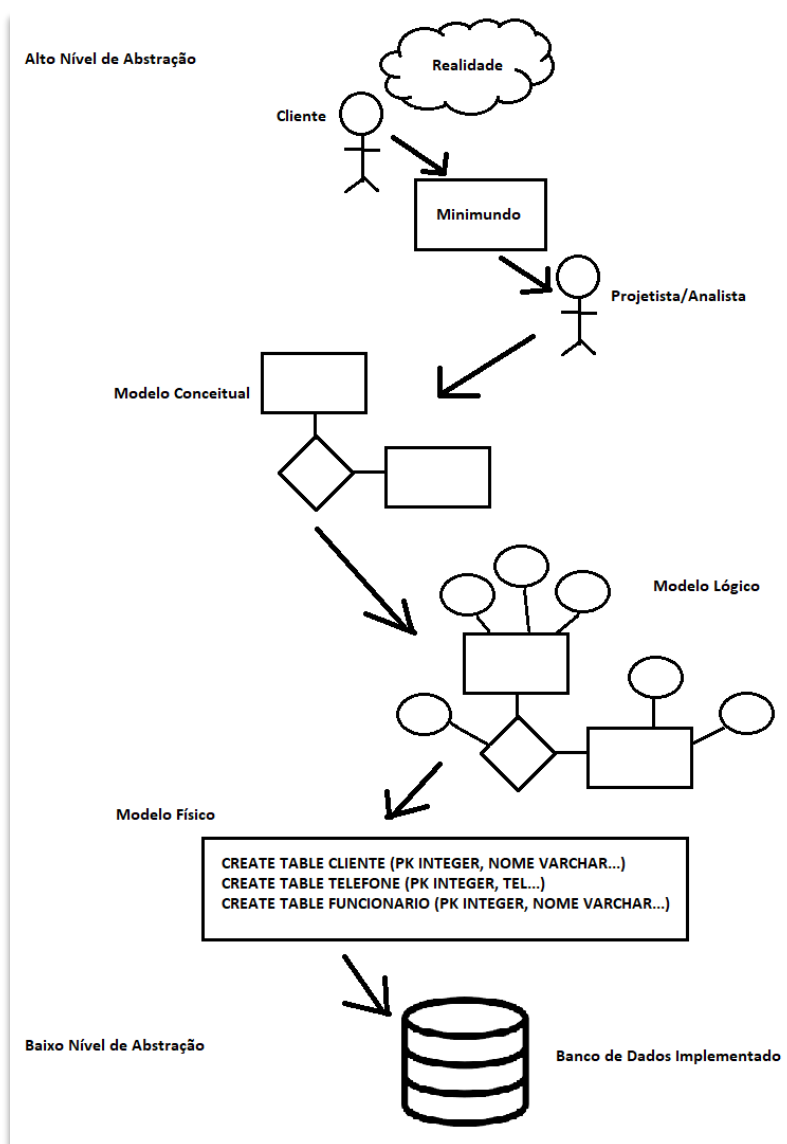 Alto Nível de Abstração
Realidade
Cliente
Minimundo
Projetista/Analista
Modelo Conceitual
Modelo Lógico
Modelo Físico
CREATE TABLE CLIENTE (PK INTEGER, NOME VARCHAR...)
CREATE TABLE TELEFONE (PK INTEGER, TEL...)
CREATE TABLE FUNCIONARIO (PK INTEGER, NOME VARCHAR...)
Baixo Nível de Abstração
Banco de Dados Implementado